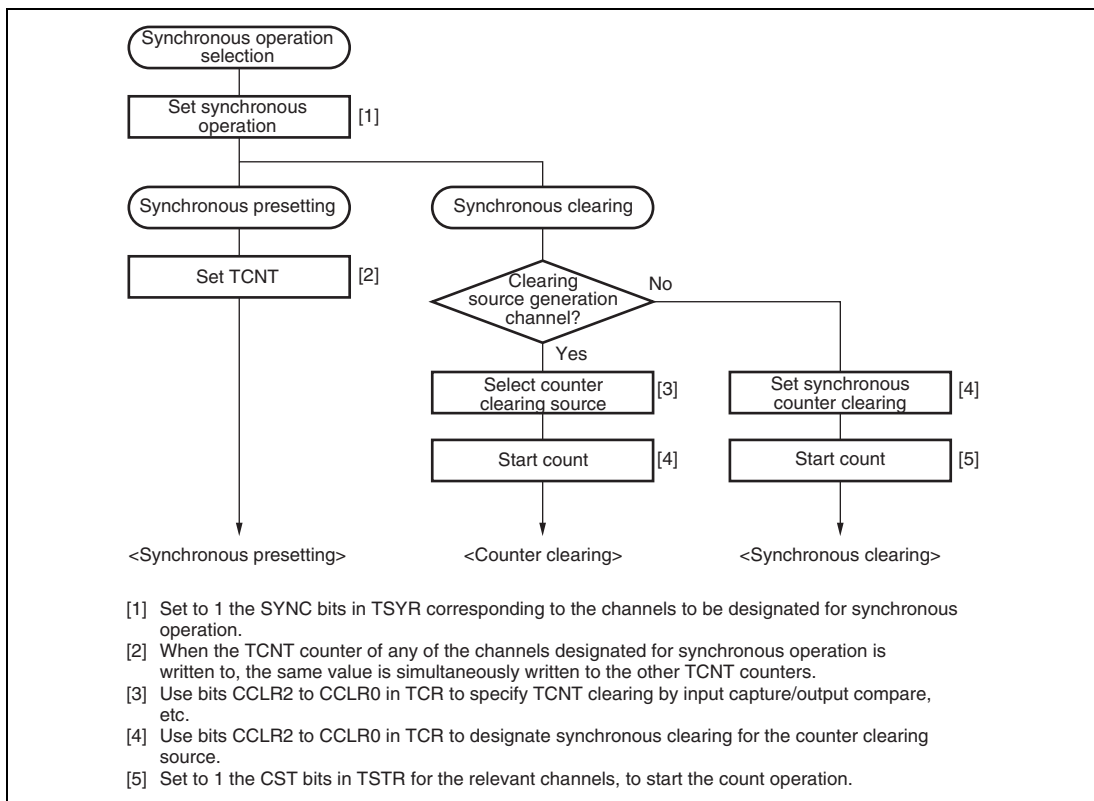 Synchronous operation
selection
Set synchronous
operation
[1]
Synchronous presetting
Synchronous clearing
Set TCNT
[2]
Clearing
source generation
channel?
No
Yes
Select counter
clearing source
[3]
Set synchronous
counter clearing
[4]
Start count
[4]
Start count
[5]
<Synchronous presetting>
<Counter clearing>
<Synchronous clearing>
[1] Set to 1 the SYNC bits in TSYR corresponding to the channels to be designated for synchronous
operation.
[2] When the TCNT counter of any of the channels designated for synchronous operation is
written to, the same value is simultaneously written to the other TCNT counters.
[3] Use bits CCLR2 to CCLR0 in TCR to specify TCNT clearing by input capture/output compare,
etc.
[4] Use bits CCLR2 to CCLR0 in TCR to designate synchronous clearing for the counter clearing
source.
[5] Set to 1 the CST bits in TSTR for the relevant channels, to start the count operation.